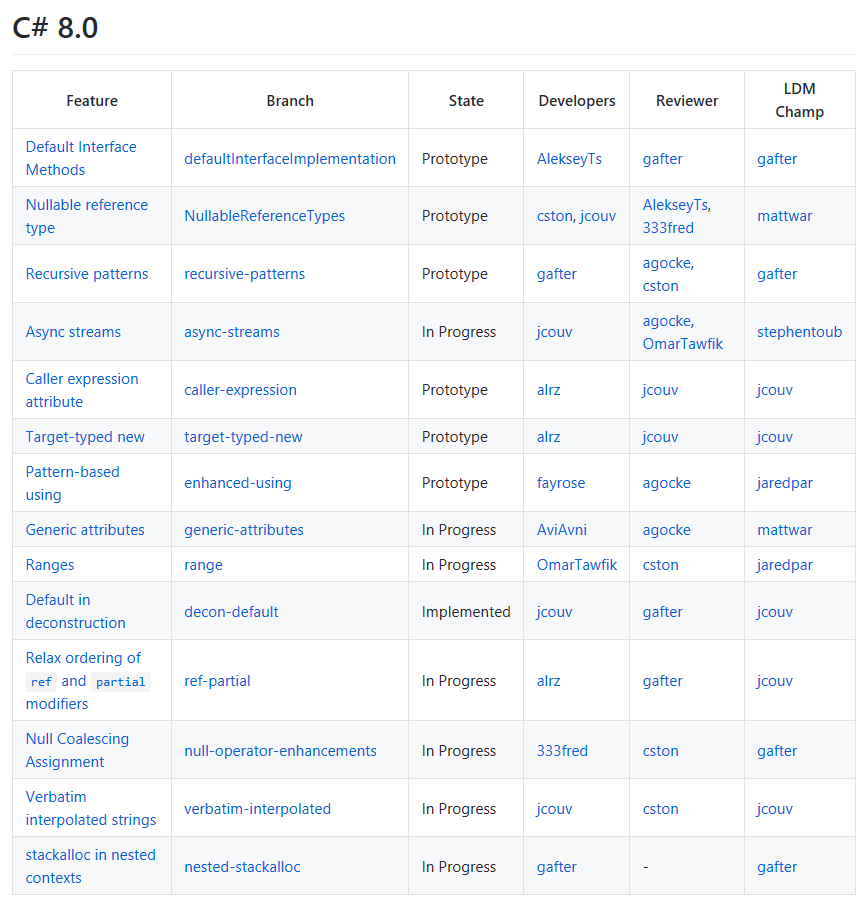 C# 8.0
Feature Branch State Developers Reviewer LDM Champ
Default Interface Methods defaultInterfaceImplementation Prototype AlekseyTs gafter gafter
Nullable reference type NullableReferenceTypes Prototype cston, jcouv AlekseyTs, 333fred mattwar
Recursive patterns recursive-patterns Prototype gafter agocke, cston gafter
Async streams async-streams In Progress jcouv agocke, OmarTawfik stephentoub
Caller expression attribute caller-expression Prototype alrz jcouv jcouv
Target-typed new target-typed-new Prototype alrz jcouv jcouv
Pattern-based using enhanced-using Prototype fayrose agocke jaredpar
Generic attributes generic-attributes In Progress AviAvni agocke mattwar
Ranges range In Progress OmarTawfik cston jaredpar
Default in deconstruction decon-default Implemented jcouv gafter jcouv
Relax ordering of ref and partial modifiers ref-partial In Progress alrz gafter jcouv
Null Coalescing Assignment null-operator-enhancements In Progress 333fred cston gafter
Verbatim interpolated strings verbatim-interpolated In Progress jcouv cston jcouv
stackalloc in nested contexts nested-stackalloc In Progress gafter - gafter